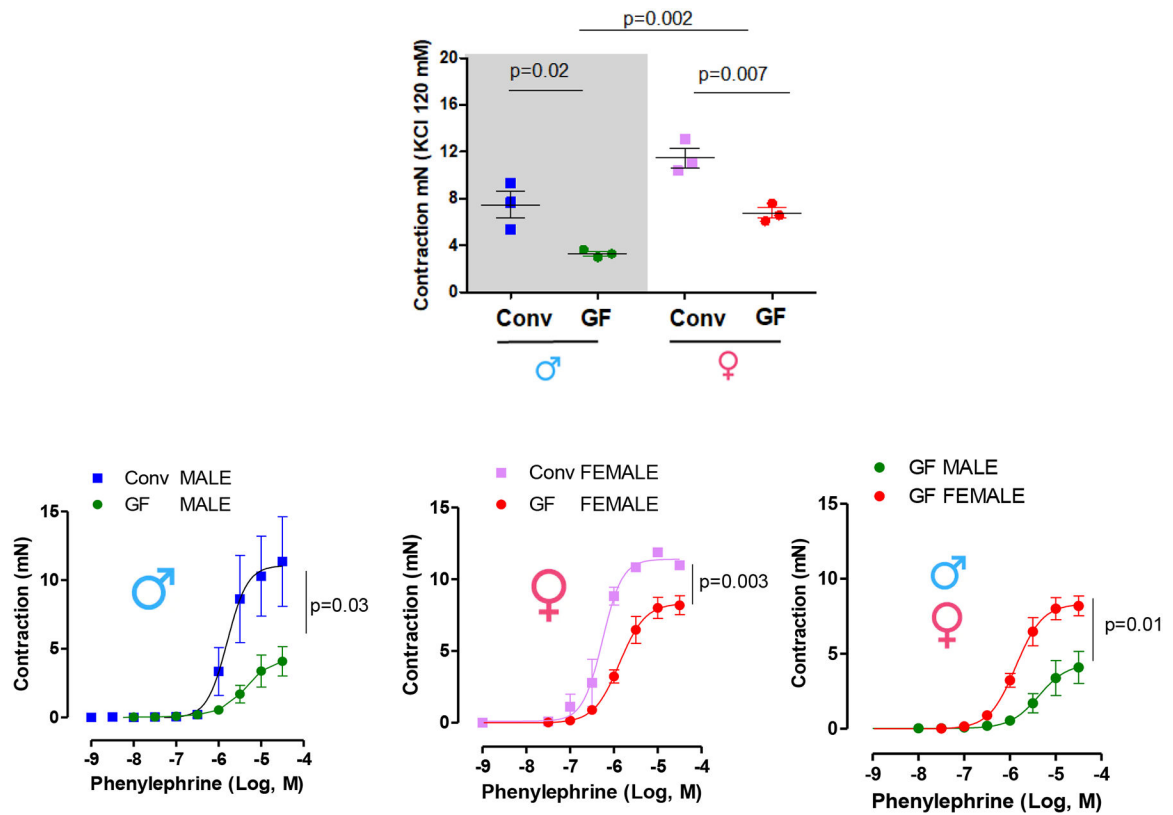 p=0.002
Contraction mN (KCl 120 mM)
20
16
12
8
4
0
p=0.02
p=0.007
Conv GF Conv GF
♂ ♀
Conv MALE
GF MALE
Contraction (mN)
15
10
5
0
♂
p=0.03
-9 -8 -7 -6 -5 -4
Phenylephrine (Log, M)
Conv FEMALE
GF FEMALE
Contraction (mN)
15
10
5
0
♀
p=0.003
-9 -8 -7 -6 -5 -4
Phenylephrine (Log, M)
GF MALE
GF FEMALE
Contraction (mN)
15
10
5
0
♂
♀
p=0.01
-9 -8 -7 -6 -5 -4
Phenylephrine (Log, M)